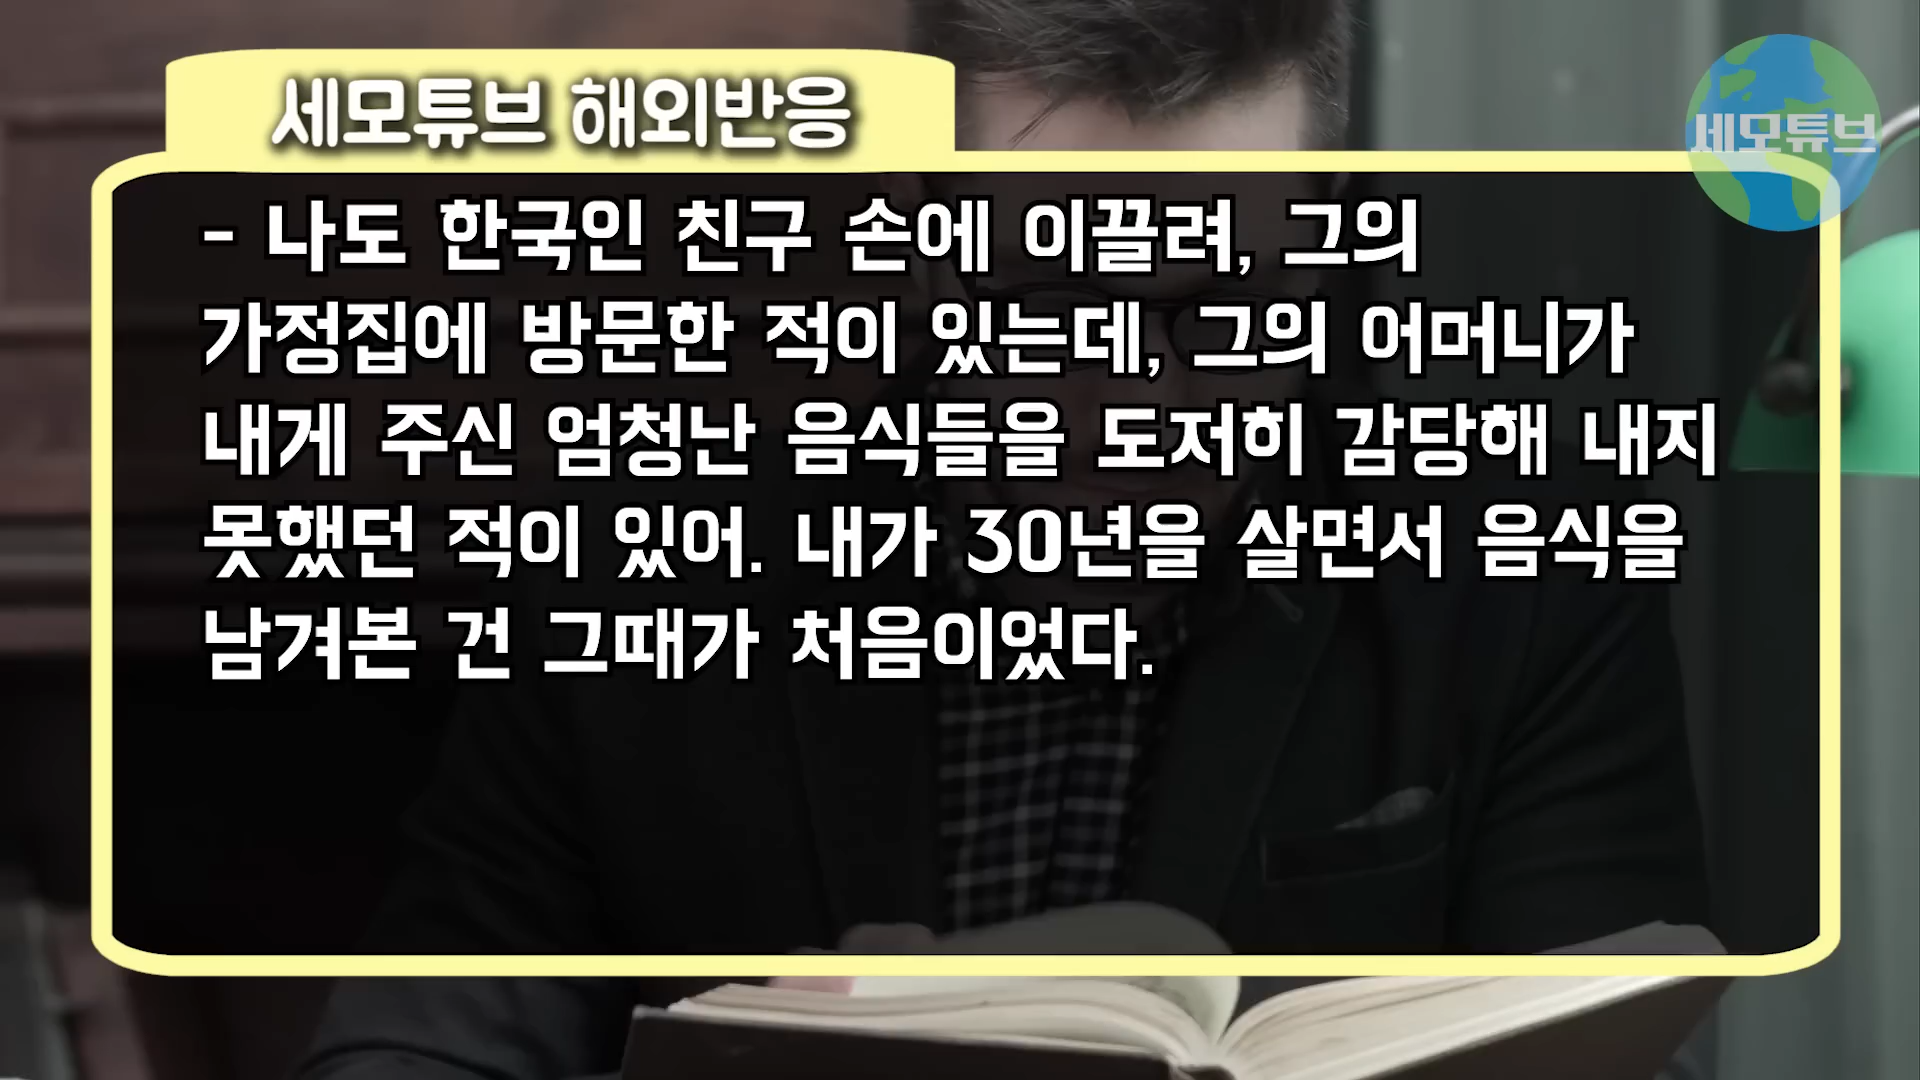 세모튜브 해외반응
세모튜브
- 나도 한국인 친구 손에 이끌려, 그의
가정집에 방문한 적이 있는데, 그의 어머니가
내게 주신 엄청난 음식들을 도저히 감당해 내지
못했던 적이 있어. 내가 30년을 살면서 음식을
남겨본 건 그때가 처음이었다.